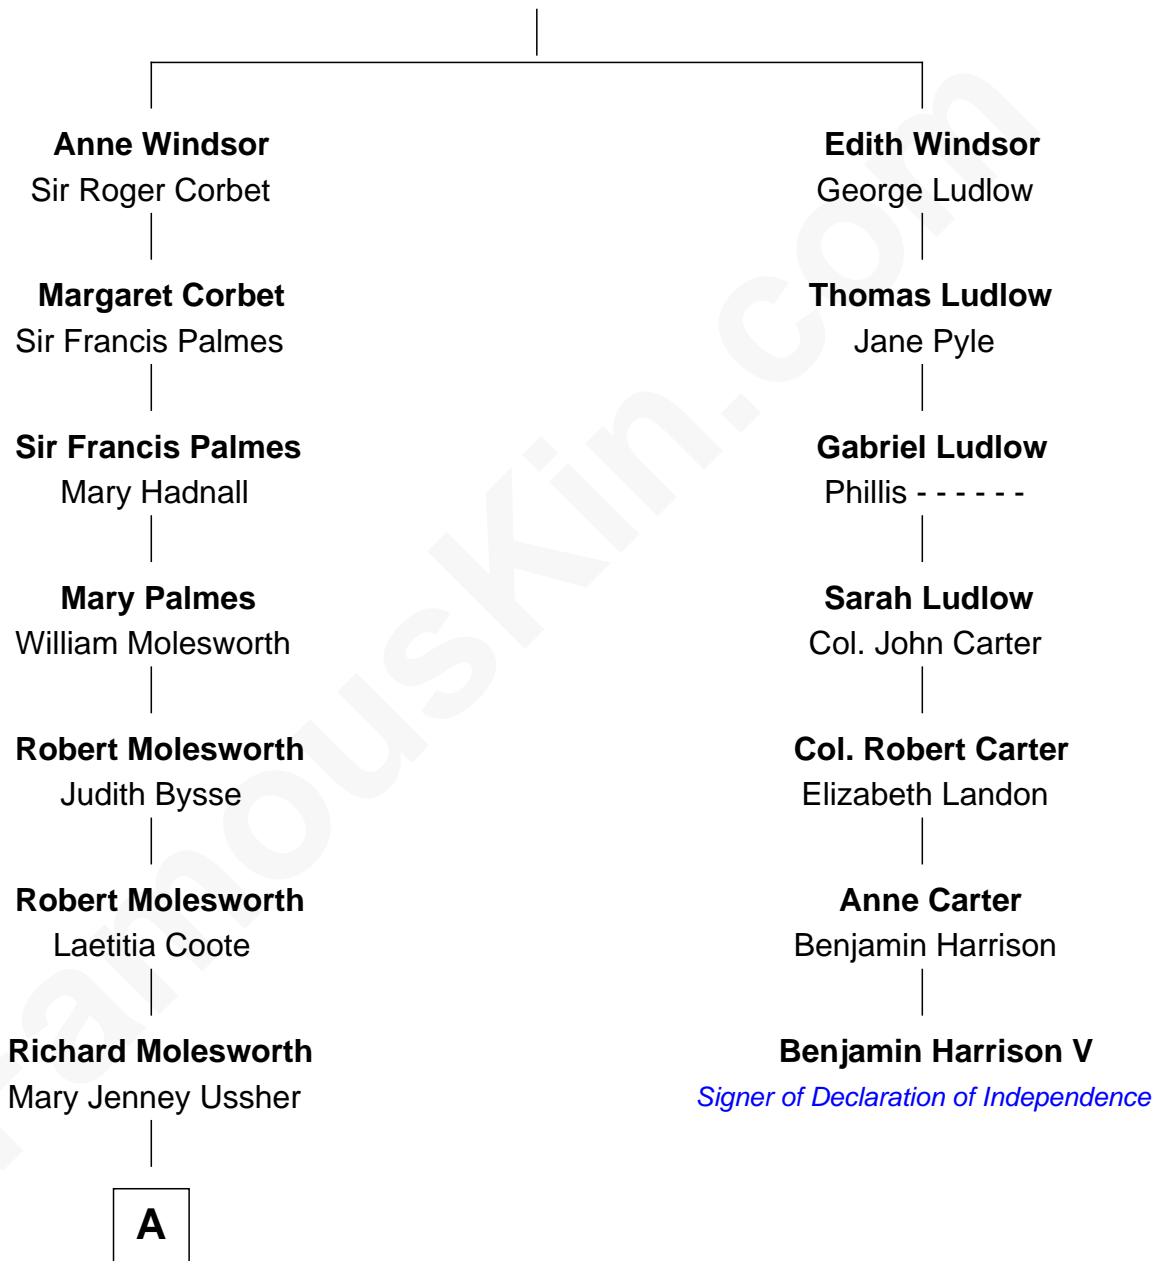 Anne Windsor
Sir Roger Corbet
Margaret Corbet
Sir Francis Palmes
Sir Francis Palmes
Mary Hadnall
Mary Palmes
William Molesworth
Robert Molesworth
Judith Bysse
Robert Molesworth
Laetitia Coote
Richard Molesworth
Mary Jenney Ussher
A
Edith Windsor
George Ludlow
Thomas Ludlow
Jane Pyle
Gabriel Ludlow
Phillis - - - - - -
Sarah Ludlow
Col. John Carter
Col. Robert Carter
Elizabeth Landon
Anne Carter
Benjamin Harrison
Benjamin Harrison V
Signer of Declaration of Independence
FamousKin.com